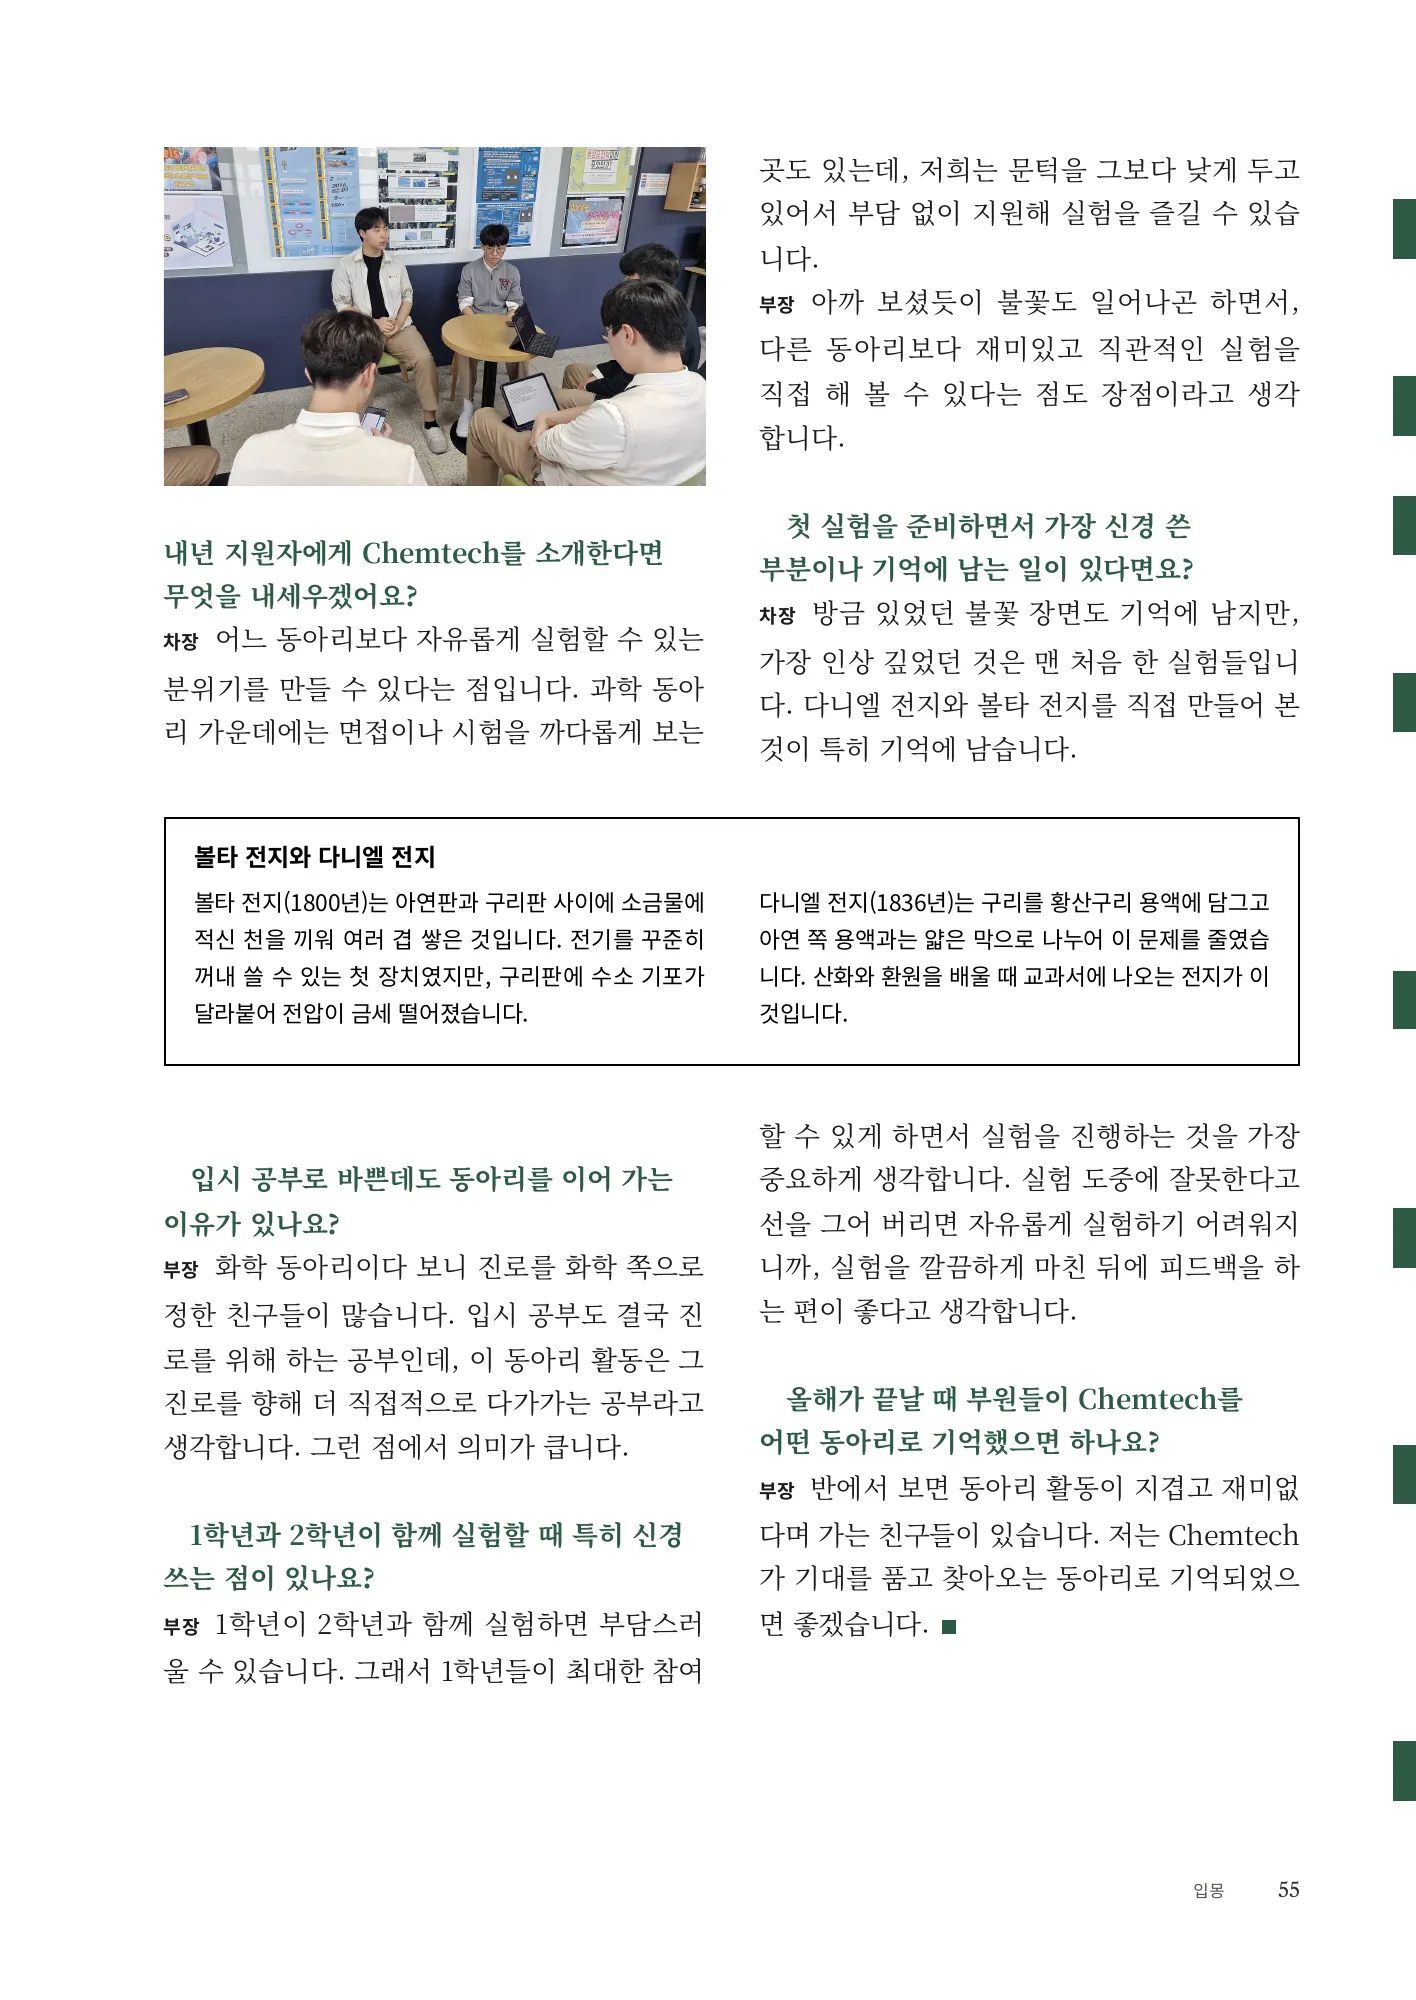 내년 지원자에게 Chemtech를 소개한다면
무엇을 내세우겠어요?
차장 어느 동아리보다 자유롭게 실험할 수 있는
분위기를 만들 수 있다는 점입니다. 과학 동아
리 가운데에는 면접이나 시험을 까다롭게 보는
곳도 있는데, 저희는 문턱을 그보다 낮게 두고
있어서 부담 없이 지원해 실험을 즐길 수 있습
니다.
부장 아까 보셨듯이 불꽃도 일어나곤 하면서,
다른 동아리보다 재미있고 직관적인 실험을
직접 해 볼 수 있다는 점도 장점이라고 생각
합니다.
첫 실험을 준비하면서 가장 신경 쓴
부분이나 기억에 남는 일이 있다면요?
차장 방금 있었던 불꽃 장면도 기억에 남지만,
가장 인상 깊었던 것은 맨 처음 한 실험들입니
다. 다니엘 전지와 볼타 전지를 직접 만들어 본
것이 특히 기억에 남습니다.
볼타 전지와 다니엘 전지
볼타 전지(1800년)는 아연판과 구리판 사이에 소금물에
적신 천을 끼워 여러 겹 쌓은 것입니다. 전기를 꾸준히
꺼내 쓸 수 있는 첫 장치였지만, 구리판에 수소 기포가
달라붙어 전압이 금세 떨어졌습니다.
다니엘 전지(1836년)는 구리를 황산구리 용액에 담그고
아연 쪽 용액과는 얇은 막으로 나누어 이 문제를 줄였습
니다. 산화와 환원을 배울 때 교과서에 나오는 전지가 이
것입니다.
입시 공부로 바쁜데도 동아리를 이어 가는
이유가 있나요?
부장 화학 동아리이다 보니 진로를 화학 쪽으로
정한 친구들이 많습니다. 입시 공부도 결국 진
로를 위해 하는 공부인데, 이 동아리 활동은 그
진로를 향해 더 직접적으로 다가가는 공부라고
생각합니다. 그런 점에서 의미가 큽니다.
1학년과 2학년이 함께 실험할 때 특히 신경
쓰는 점이 있나요?
부장 1학년이 2학년과 함께 실험하면 부담스러
울 수 있습니다. 그래서 1학년들이 최대한 참여
할 수 있게 하면서 실험을 진행하는 것을 가장
중요하게 생각합니다. 실험 도중에 잘못한다고
선을 그어 버리면 자유롭게 실험하기 어려워지
니까, 실험을 깔끔하게 마친 뒤에 피드백을 하
는 편이 좋다고 생각합니다.
올해가 끝날 때 부원들이 Chemtech를
어떤 동아리로 기억했으면 하나요?
부장 반에서 보면 동아리 활동이 지겹고 재미없
다며 가는 친구들이 있습니다. 저는 Chemtech
가 기대를 품고 찾아오는 동아리로 기억되었으
면 좋겠습니다. ■
입몽 55